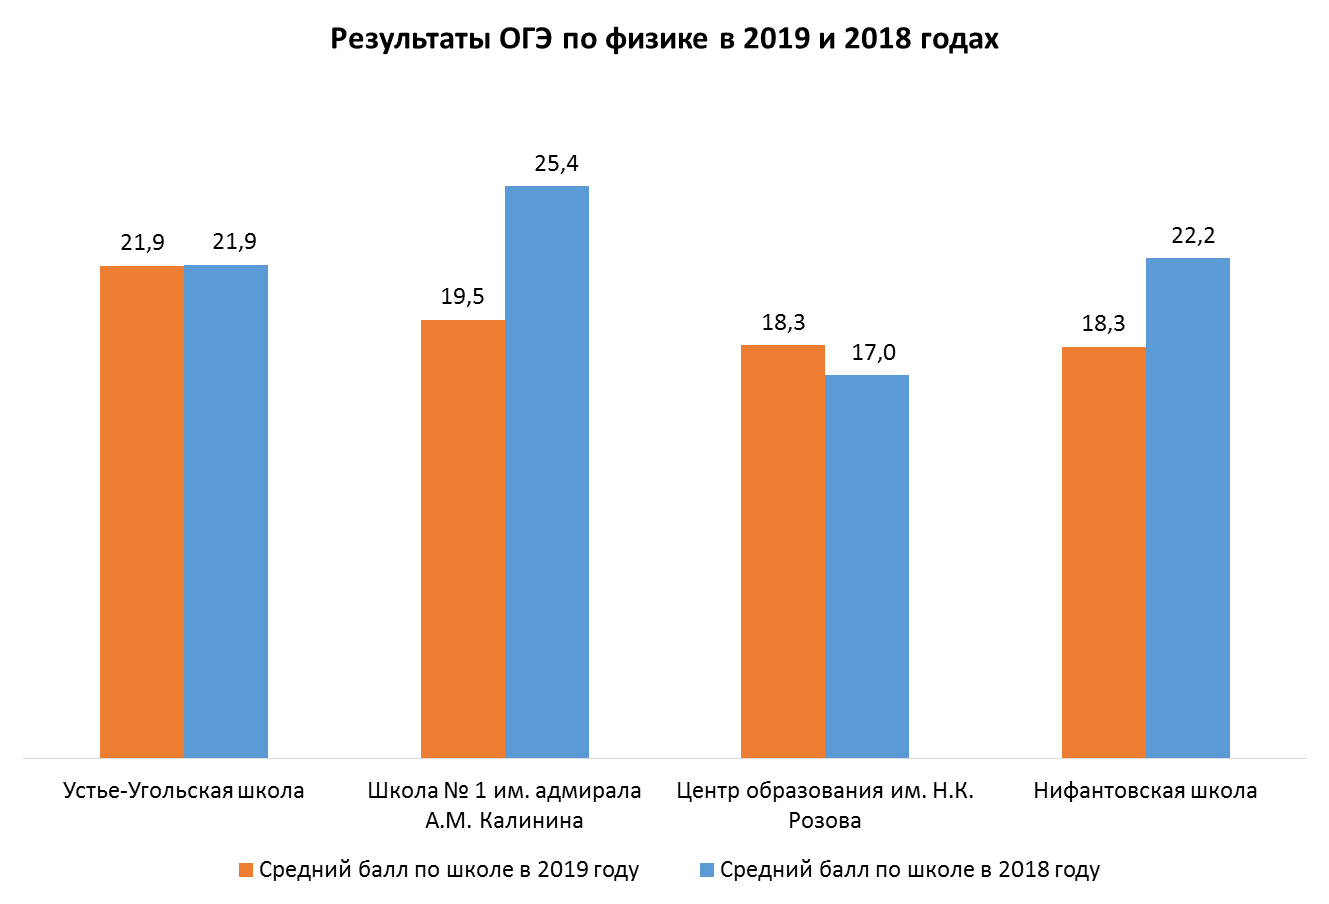 Результаты ОГЭ по физике в 2019 и 2018 годах
25,4
21,9
21,9
22,2
19,5
18,3
18,3
17,0
Устье-Угольская школа
Школа № 1 им. адмирала
А.М. Калинина
Центр образования им. Н.К.
Розова
Нифантовская школа
Средний балл по школе в 2019 году
Средний балл по школе в 2018 году